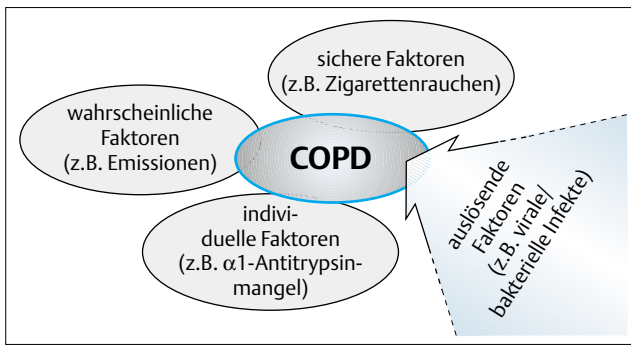 sichere Faktoren
(z.B. Zigarettenrauchen)
wahrscheinliche
Faktoren
(z.B. Emissionen)
COPD
indivi-
duelle Faktoren
(z.B. α1-Antitrypsin-
mangel)
auslösende
Faktoren
(z.B. virale/
bakterielle Infekte)